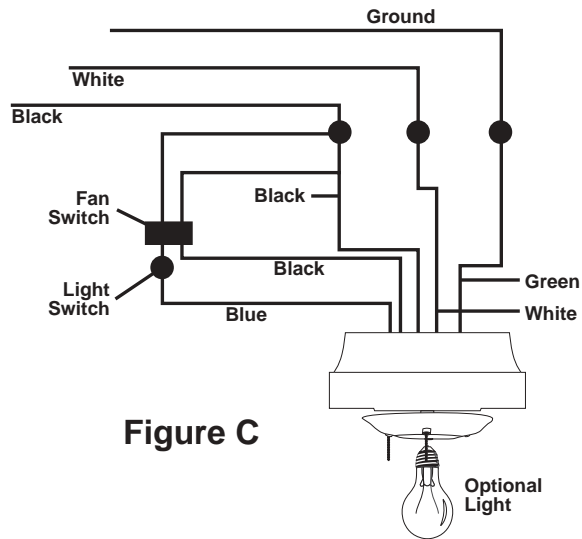 Ground
White
Black
Black
Fan
Switch
Black
Green
Light
Switch
Blue
White
Figure C
Optional
Light